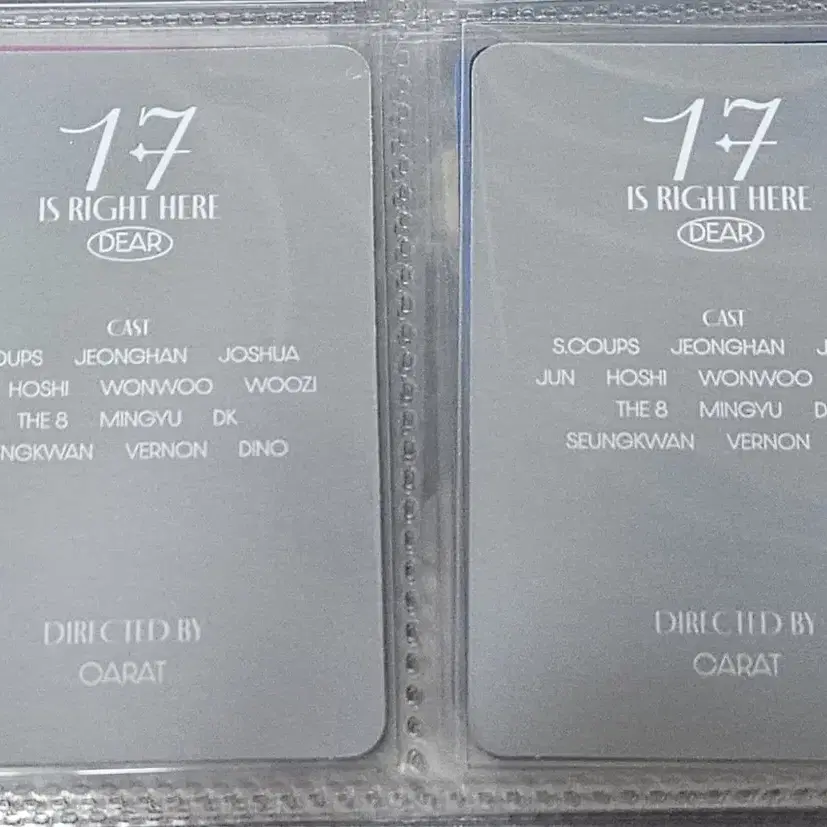 17
IS RIGHT HERE
DEAR
CAST
OUPS JEONGHAN JOSHUA
HOSHI WONWOO WOOZI
THE 8 MINGYU DK
NGKWAN VERNON DINO
DIRECTED BY
CARAT
17
IS RIGHT HERE
DEAR
CAST
S.COUPS JEONGHAN J
JUN HOSHI WONWOO
THE 8 MINGYU D
SEUNGKWAN VERNON
DIRECTED BY
CARAT